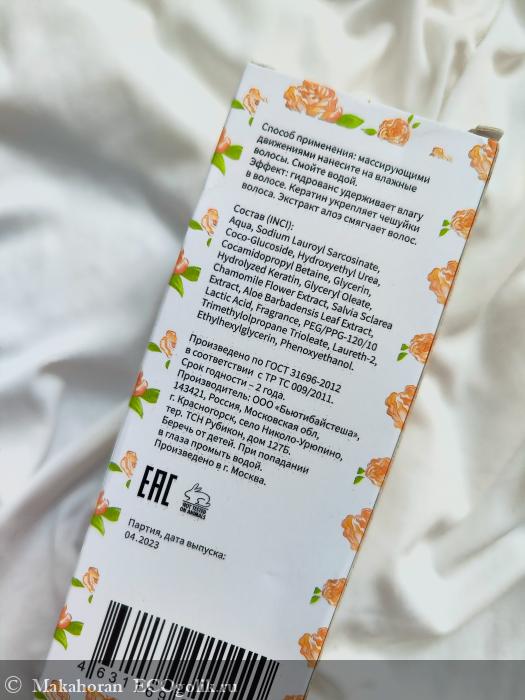 Способ применения: массирующими
движениями нанесите на влажные
волосы. Смойте водой.
Эффект: гидрованс удерживает влагу
в волосе. Кератин укрепляет чешуйки
волоса. Экстракт алоэ смягчает волос.
Состав (INCI):
Aqua, Sodium Lauroyl Sarcosinate,
Coco-Glucoside, Hydroxyethyl Urea,
Cocamidopropyl Betaine, Glycerin,
Hydrolyzed Keratin, Glyceryl Oleate,
Chamomile Flower Extract, Salvia Sclarea
Extract, Aloe Barbadensis Leaf Extract,
Lactic Acid, Fragrance, PEG/PPG-120/10
Trimethylolpropane Trioleate, Laureth-2,
Ethylhexylglycerin, Phenoxyethanol.
Произведено по ГОСТ 31696-2012
в соответствии с ТР ТС 009/2011.
Срок годности – 2 года.
Производитель: ООО «Бьютибайстеша»,
143421, Россия, Московская обл,
г. Красногорск, село Николо-Урюпино,
тер. ТСН Рубикон, дом 127Б.
Беречь от детей. При попадании
в глаза промыть водой.
Произведено в г. Москва.
EAC
NOT TESTED
ON ANIMALS
Партия, дата выпуска:
04.2023
© Makahoran ECOgolik.ru